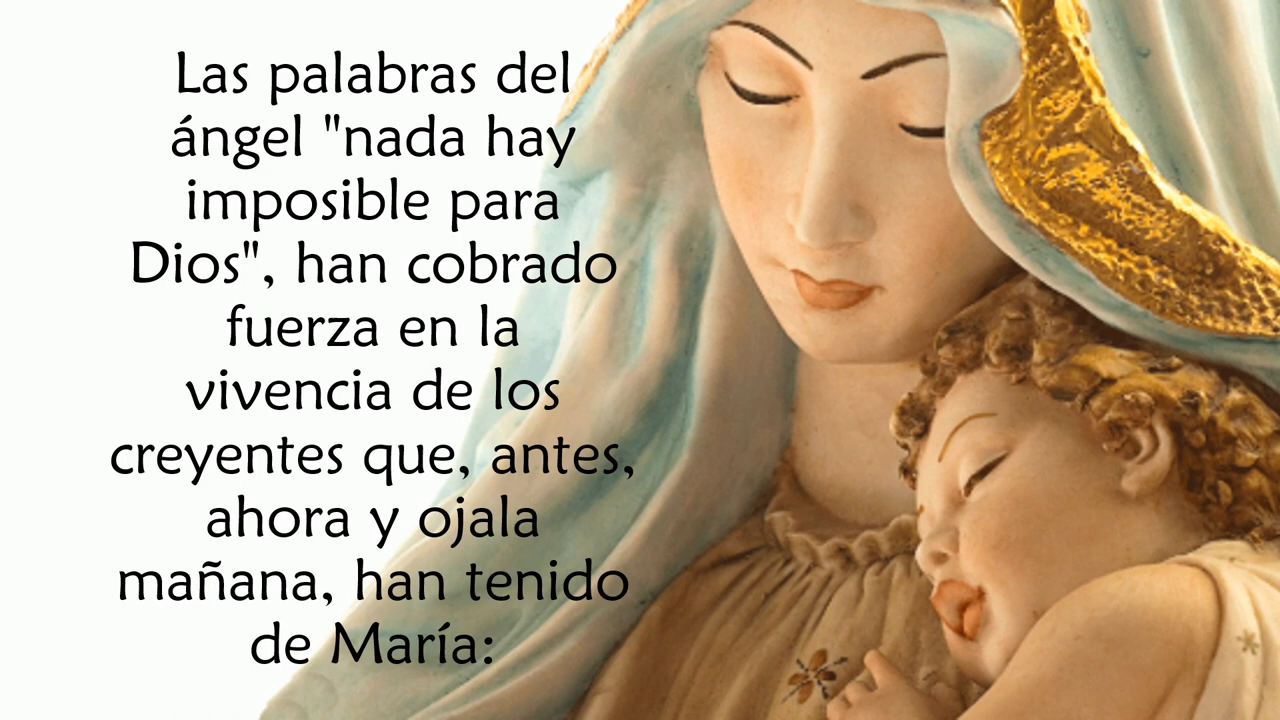 Las palabras del
ángel "nada hay
imposible para
Dios", han cobrado
fuerza en la
vivencia de los
creyentes que, antes,
ahora y ojala
mañana, han tenido
de María: